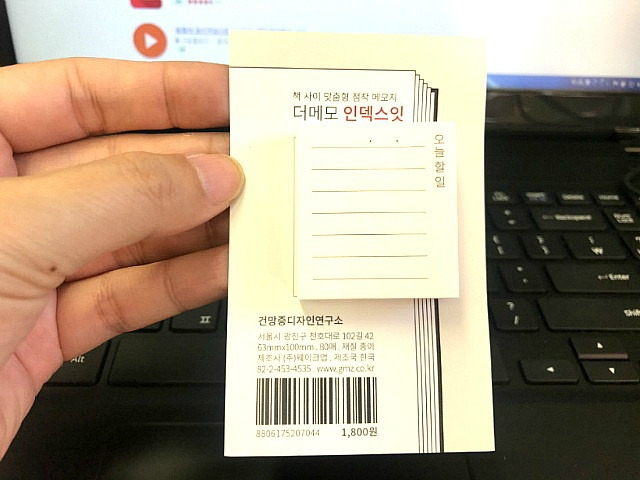 책 사이 맞춤형 점착 메모지
더메모 인덱스잇
오늘할일
건망증디자인연구소
서울시 광진구 천호대로 102길 42
63mmx100mm . 80매. 재질 종이
제조사 (주)웨이크업 . 제조국 한국
82-2-453-4535 . www.gmz.co.kr
8806175207044 1,800원
Backspace
Enter
Shift
Alt
ㅍ
W
?
/